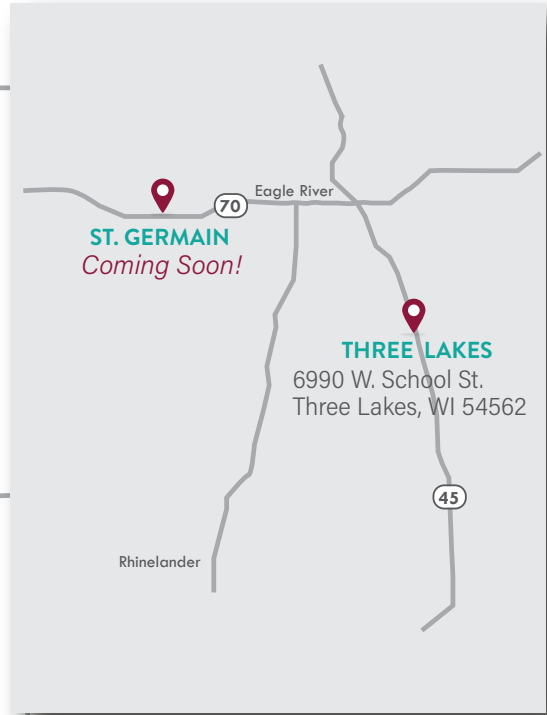 Eagle River
70
ST. GERMAIN
Coming Soon!
THREE LAKES
6990 W. School St.
Three Lakes, WI 54562
45
Rhinelander